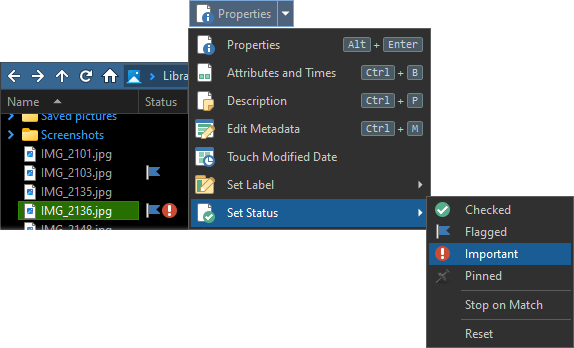 Properties
Properties Alt + Enter
Attributes and Times Ctrl + B
Description Ctrl + P
Edit Metadata Ctrl + M
Touch Modified Date
Set Label
Set Status
Checked
Flagged
Important
Pinned
Stop on Match
Reset
Libra
Name Status
Saved pictures
Screenshots
IMG_2101.jpg
IMG_2103.jpg
IMG_2135.jpg
IMG_2136.jpg
IMG_2148.jpg